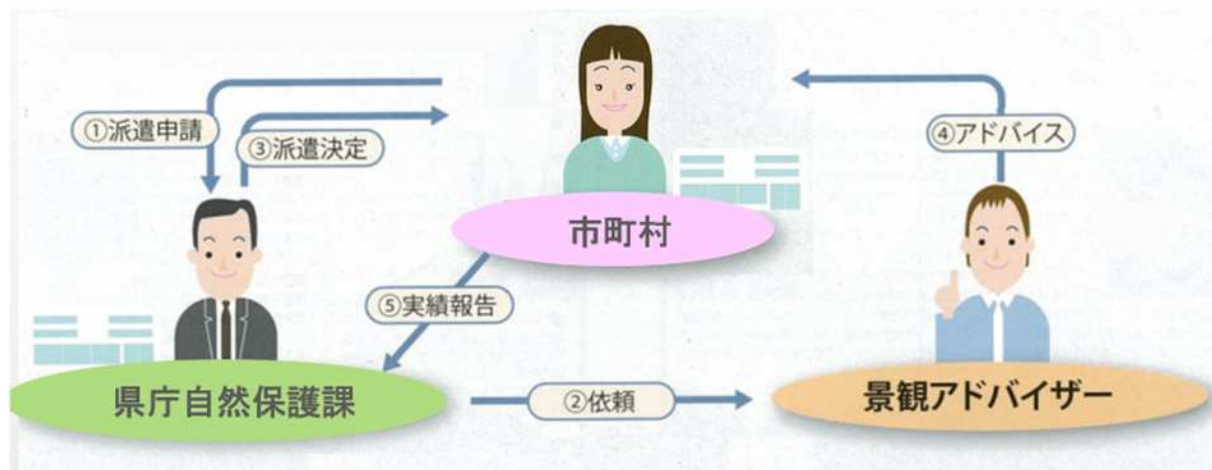 ①派遣申請
③派遣決定
④アドバイス
市町村
⑤実績報告
県庁自然保護課
②依頼
景観アドバイザー